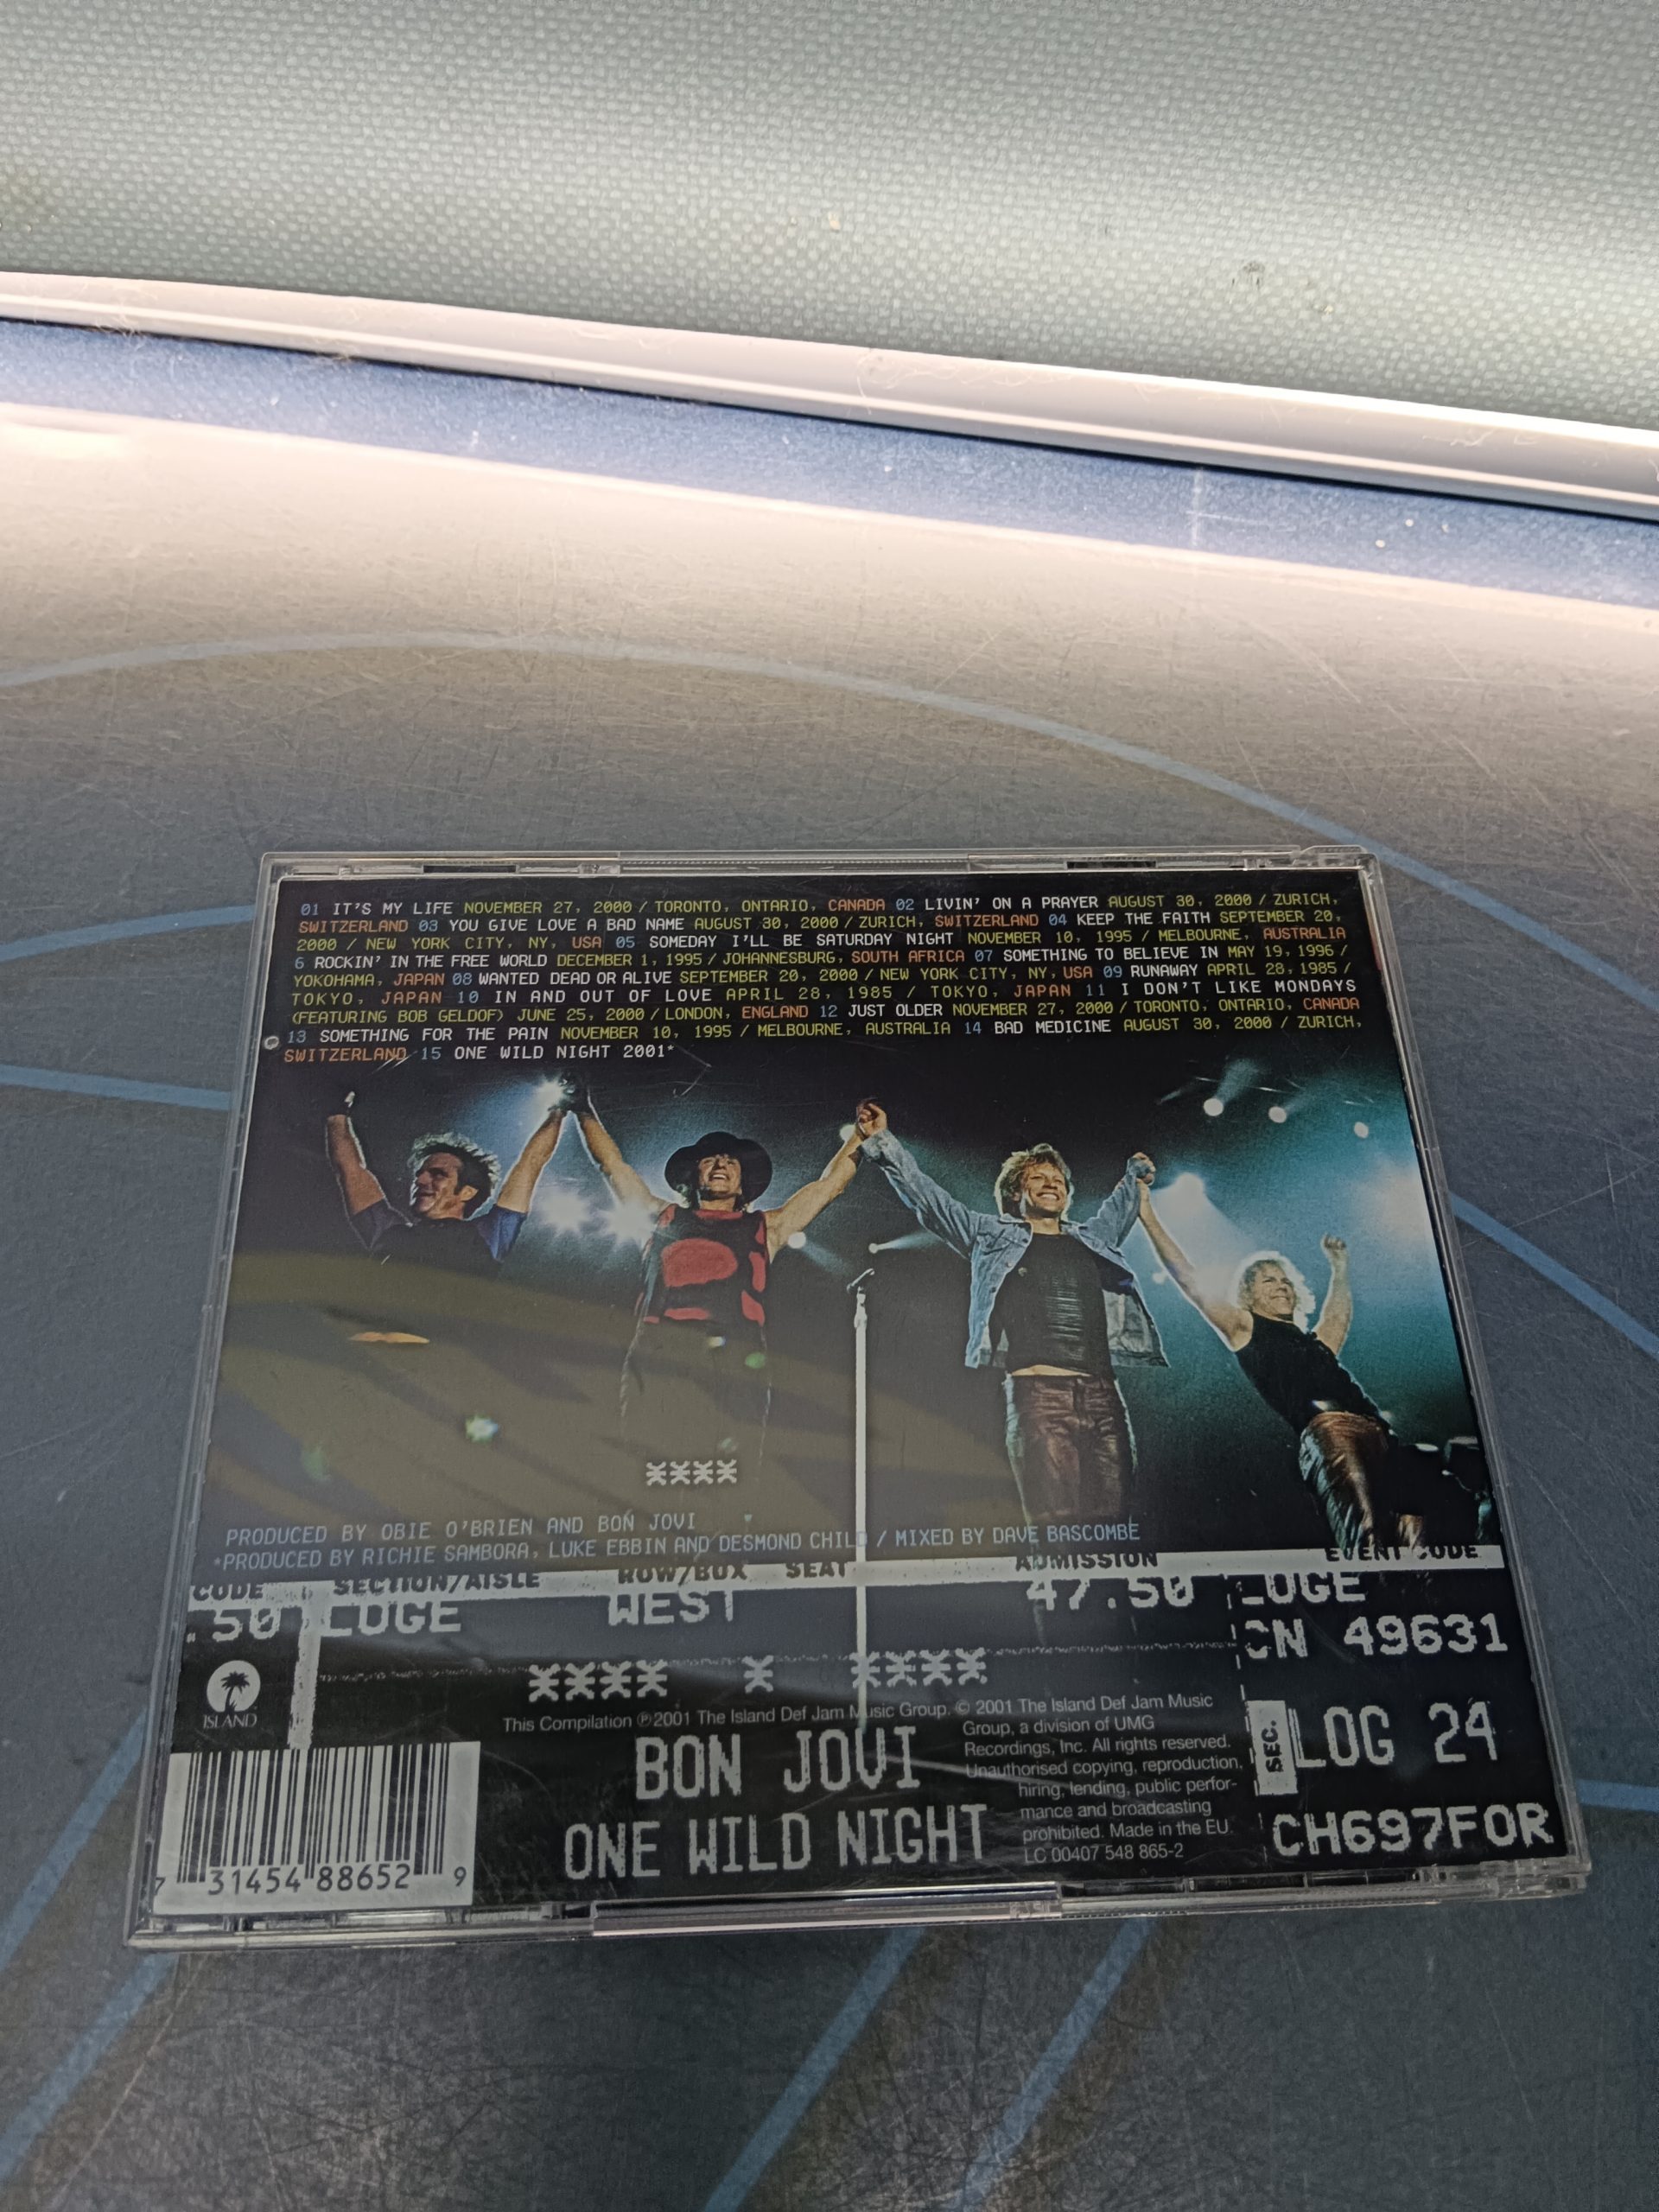 01 IT'S MY LIFE NOVEMBER 27, 2000 / TORONTO, ONTARIO, CANADA 02 LIVIN' ON A PRAYER AUGUST 30, 2000 / ZURICH,
SWITZERLAND 03 YOU GIVE LOVE A BAD NAME AUGUST 30, 2000 / ZURICH, SWITZERLAND 04 KEEP THE FAITH SEPTEMBER 20,
2000 / NEW YORK CITY, NY, USA 05 SOMEDAY I'LL BE SATURDAY NIGHT NOVEMBER 10, 1995 / MELBOURNE, AUSTRALIA
6 ROCKIN' IN THE FREE WORLD DECEMBER 1, 1995 / JOHANNESBURG, SOUTH AFRICA 07 SOMETHING TO BELIEVE IN MAY 19, 1996 /
YOKOHAMA, JAPAN 08 WANTED DEAD OR ALIVE SEPTEMBER 20, 2000 / NEW YORK CITY, NY, USA 09 RUNAWAY APRIL 28, 1985 /
TOKYO, JAPAN 10 IN AND OUT OF LOVE APRIL 28, 1985 / TOKYO, JAPAN 11 I DON'T LIKE MONDAYS
(FEATURING BOB GELDOF) JUNE 25, 2000 / LONDON, ENGLAND 12 JUST OLDER NOVEMBER 27, 2000 / TORONTO, ONTARIO, CANADA
13 SOMETHING FOR THE PAIN NOVEMBER 10, 1995 / MELBOURNE, AUSTRALIA 14 BAD MEDICINE AUGUST 30, 2000 / ZURICH,
SWITZERLAND 15 ONE WILD NIGHT 2001*
****
PRODUCED BY OBIE O'BRIEN AND BON JOVI
*PRODUCED BY RICHIE SAMBORA, LUKE EBBIN AND DESMOND CHILD / MIXED BY DAVE BASCOMBE
CODE SECTION/AISLE ROW/BOX SEAT ADMISSION EVENT CODE
.50 LOGE WEST 47.50 LOGE
CN 49631
**** * ****
ISLAND
This Compilation ℗2001 The Island Def Jam Music Group. © 2001 The Island Def Jam Music
Group, a division of UMG
Recordings, Inc. All rights reserved.
Unauthorised copying, reproduction,
hiring, lending, public perfor-
mance and broadcasting
prohibited. Made in the EU.
LC 00407 548 865-2
BON JOVI
ONE WILD NIGHT
SEC. LOG 24
CH697FOR
7 31454 88652 9